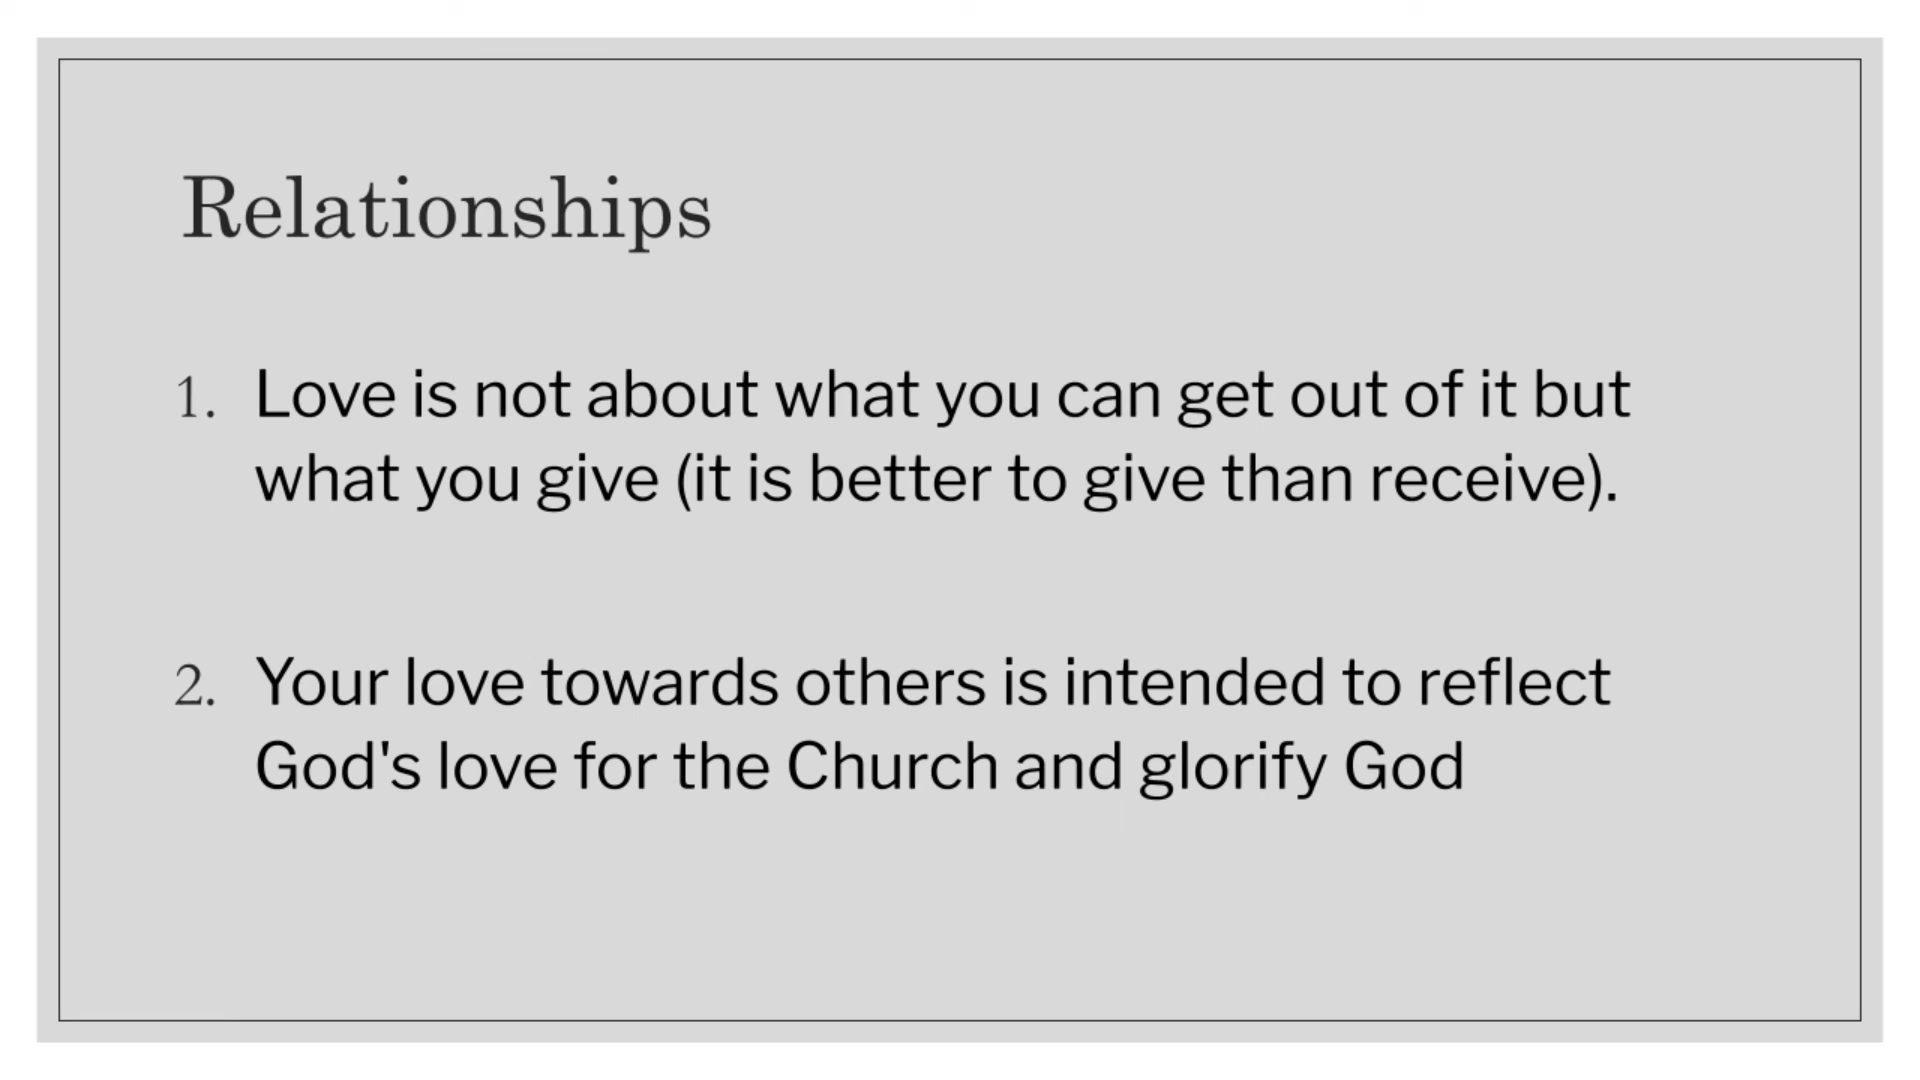 Relationships
1. Love is not about what you can get out of it but
what you give (it is better to give than receive).
2. Your love towards others is intended to reflect
God's love for the Church and glorify God